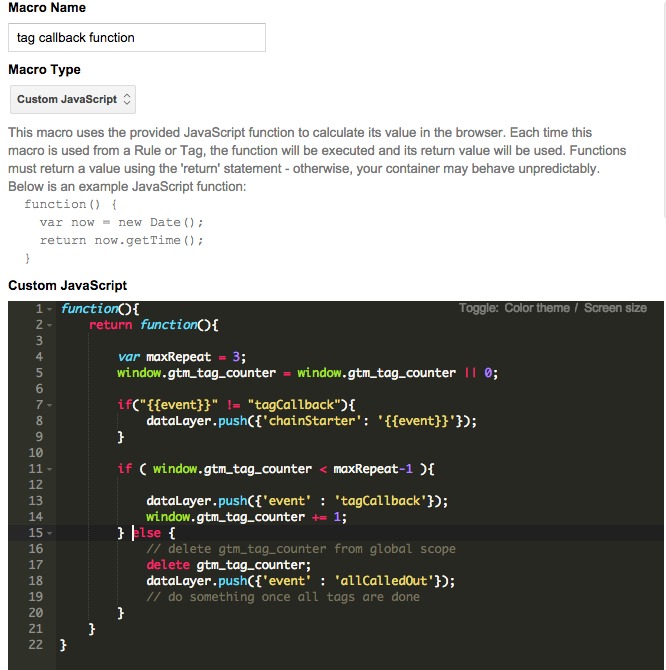 Macro Name
tag callback function
Macro Type
Custom JavaScript
This macro uses the provided JavaScript function to calculate its value in the browser. Each time this
macro is used from a Rule or Tag, the function will be executed and its return value will be used. Functions
must return a value using the 'return' statement - otherwise, your container may behave unpredictably.
Below is an example JavaScript function:
function() {
  var now = new Date();
  return now.getTime();
}
Custom JavaScript
Toggle: Color theme / Screen size
1 function(){
2     return function(){
3
4         var maxRepeat = 3;
5         window.gtm_tag_counter = window.gtm_tag_counter || 0;
6
7         if("{{event}}" != "tagCallback"){
8             dataLayer.push({'chainStarter': '{{event}}'});
9         }
10
11         if ( window.gtm_tag_counter < maxRepeat-1 ){
12
13             dataLayer.push({'event' : 'tagCallback'});
14             window.gtm_tag_counter += 1;
15         } else {
16             // delete gtm_tag_counter from global scope
17             delete gtm_tag_counter;
18             dataLayer.push({'event' : 'allCalledOut'});
19             // do something once all tags are done
20         }
21     }
22 }